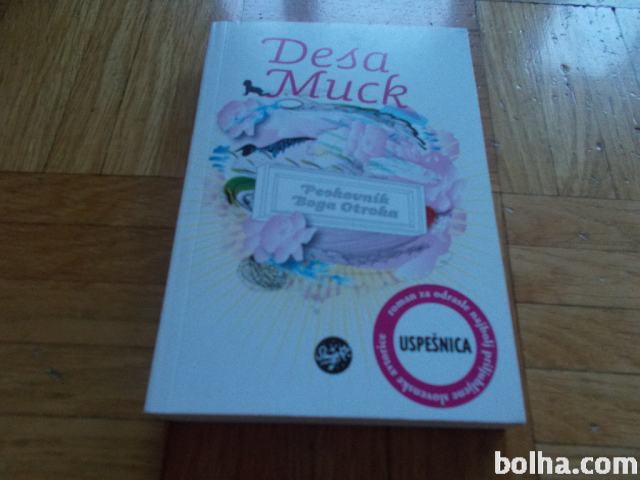 Desa
Muck
Peskovnik
Boga Otroka
roman za odrasle najbolj priljubljene slovenske avtorice
USPEŠNICA
bolha.com